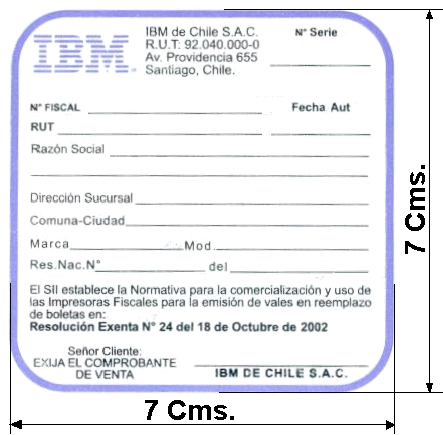 IBM
IBM de Chile S.A.C.
R.U.T: 92.040.000-0
Av. Providencia 655
Santiago, Chile.
N° Serie
N° FISCAL
Fecha Aut
RUT
Razón Social
Dirección Sucursal
Comuna-Ciudad
Marca Mod.
Res.Nac.N° del
El SII establece la Normativa para la comercialización y uso de
las Impresoras Fiscales para la emisión de vales en reemplazo
de boletas en:
Resolución Exenta N° 24 del 18 de Octubre de 2002
Señor Cliente:
EXIJA EL COMPROBANTE
DE VENTA
IBM DE CHILE S.A.C.
7 Cms.
7 Cms.